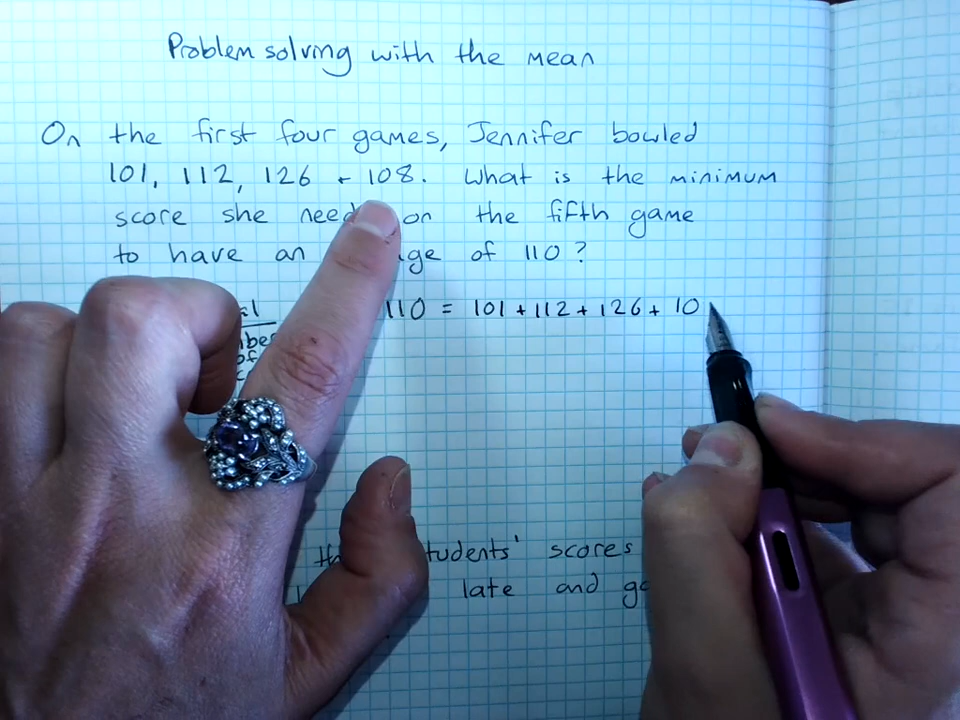 Problem solving with the mean
On the first four games, Jennifer bowled
101, 112, 126 + 108. What is the minimum
score she need on the fifth game
to have an ge of 110?
110 = 101 + 112 + 126 + 10
tudents' scores
late and